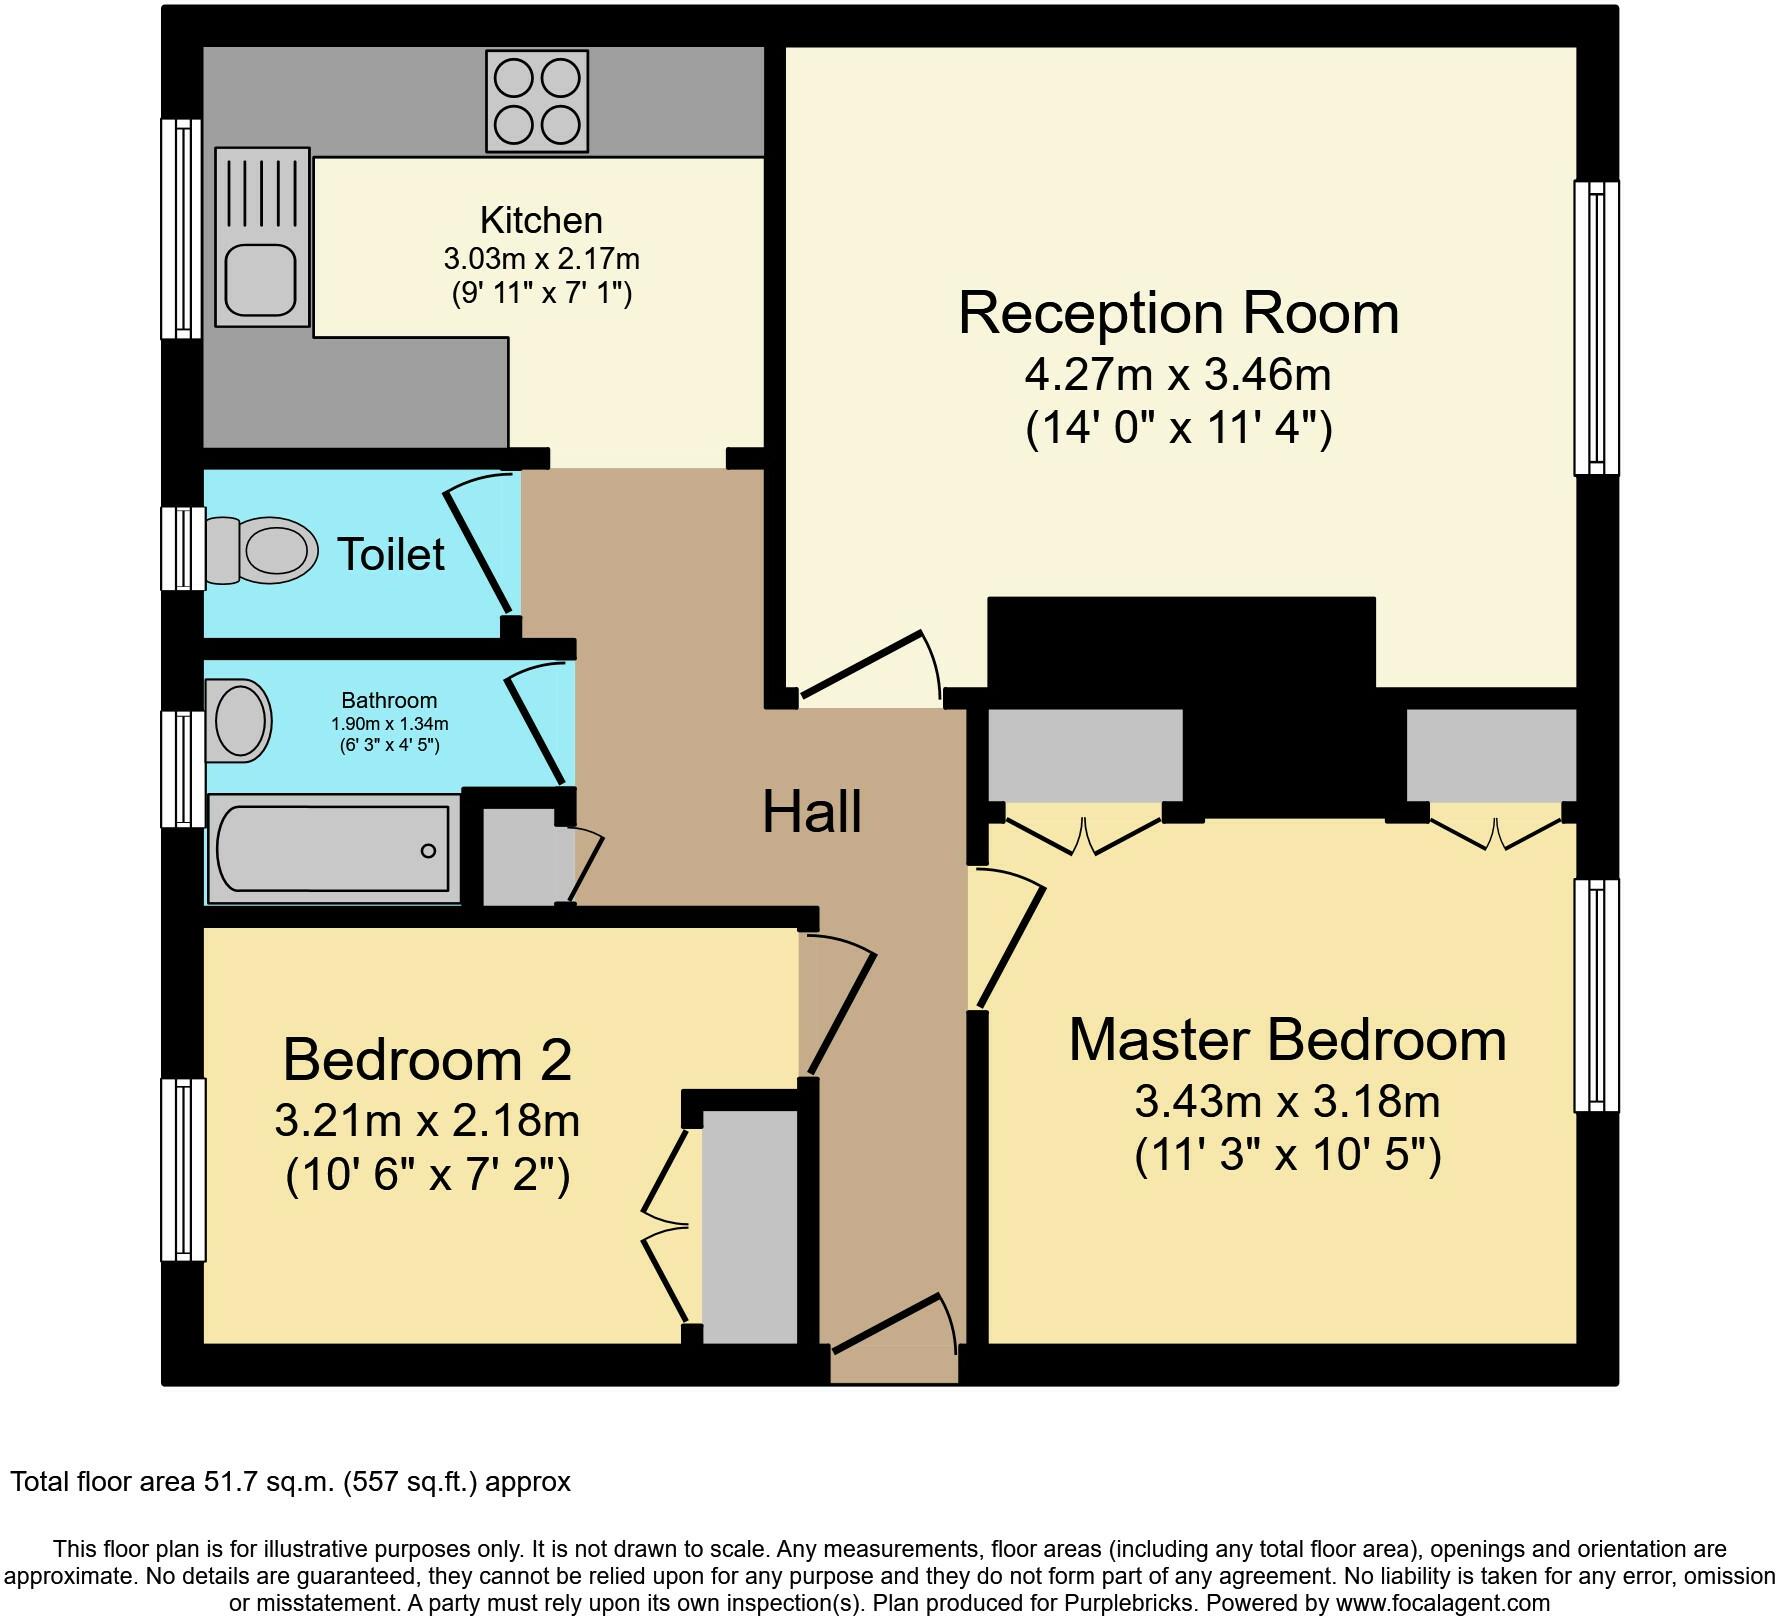 Kitchen
3.03m x 2.17m
(9' 11" x 7' 1")
Reception Room
4.27m x 3.46m
(14' 0" x 11' 4")
Toilet
Bathroom
1.90m x 1.34m
(6' 3" x 4' 5")
Hall
Bedroom 2
3.21m x 2.18m
(10' 6" x 7' 2")
Master Bedroom
3.43m x 3.18m
(11' 3" x 10' 5")
Total floor area 51.7 sq.m. (557 sq.ft.) approx
This floor plan is for illustrative purposes only. It is not drawn to scale. Any measurements, floor areas (including any total floor area), openings and orientation are
approximate. No details are guaranteed, they cannot be relied upon for any purpose and they do not form part of any agreement. No liability is taken for any error, omission
or misstatement. A party must rely upon its own inspection(s). Plan produced for Purplebricks. Powered by www.focalagent.com